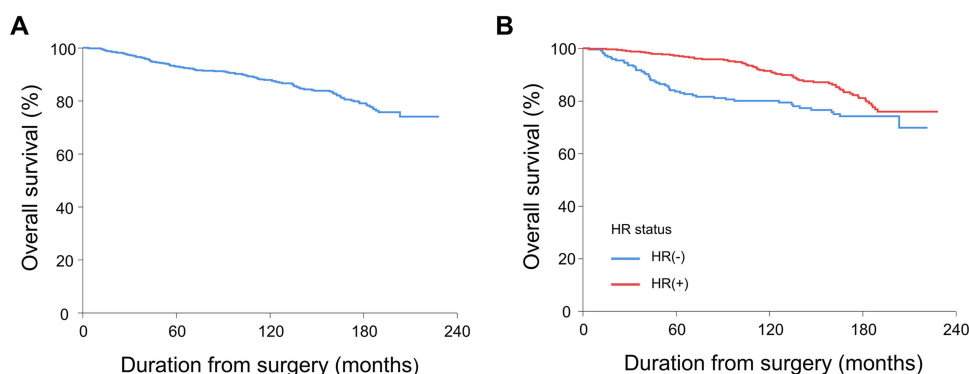 A
Overall survival (%)
100
80
60
40
20
0
0 60 120 180 240
Duration from surgery (months)
B
Overall survival (%)
100
80
60
40
20
0
HR status
HR(-)
HR(+)
0 60 120 180 240
Duration from surgery (months)